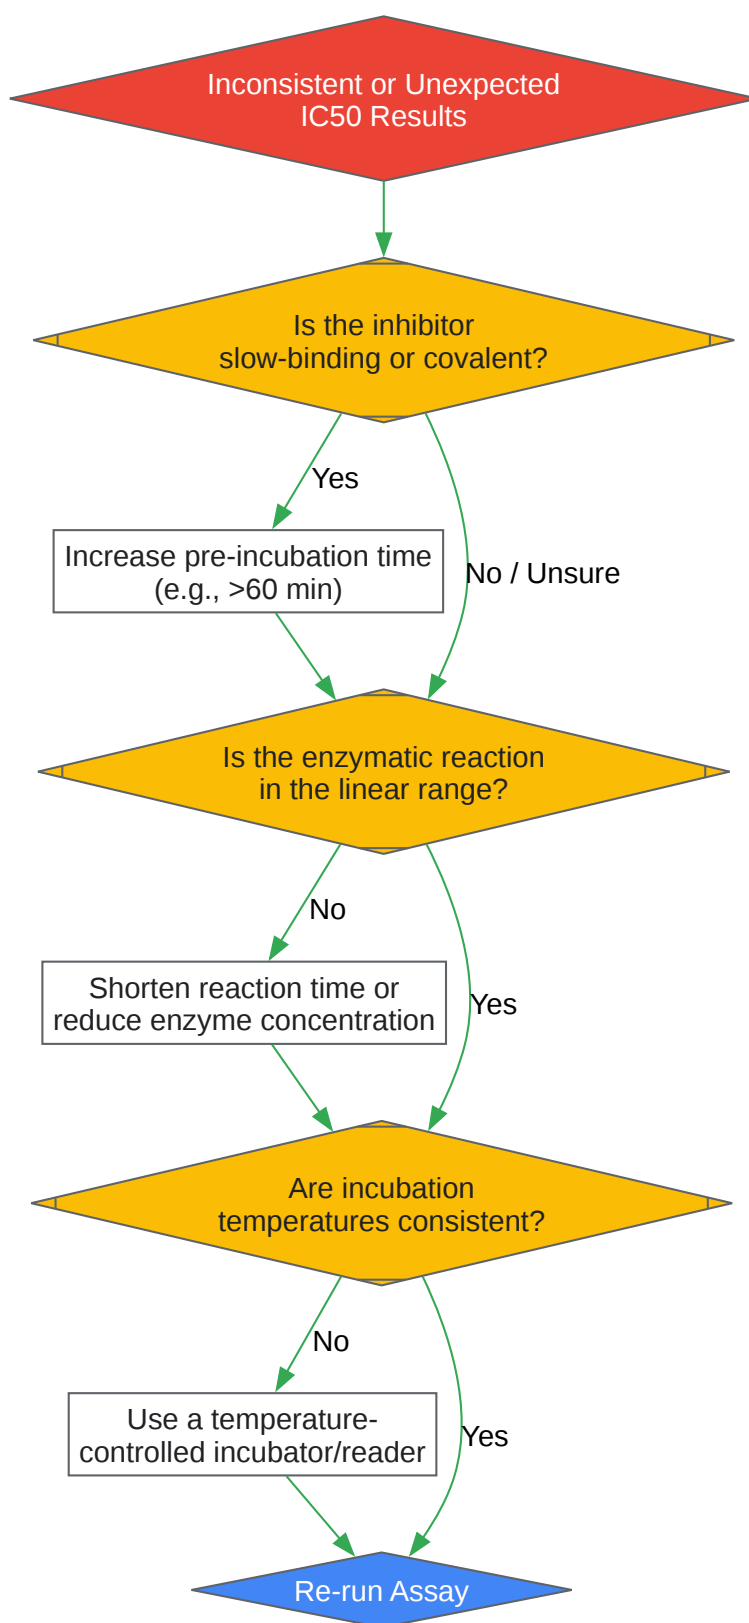 Inconsistent or Unexpected
IC50 Results
Is the inhibitor
slow-binding or covalent?
Yes
Increase pre-incubation time
(e.g., >60 min)
No / Unsure
Is the enzymatic reaction
in the linear range?
No
Shorten reaction time or
reduce enzyme concentration
Yes
Are incubation
temperatures consistent?
No
Use a temperature-
controlled incubator/reader
Yes
Re-run Assay